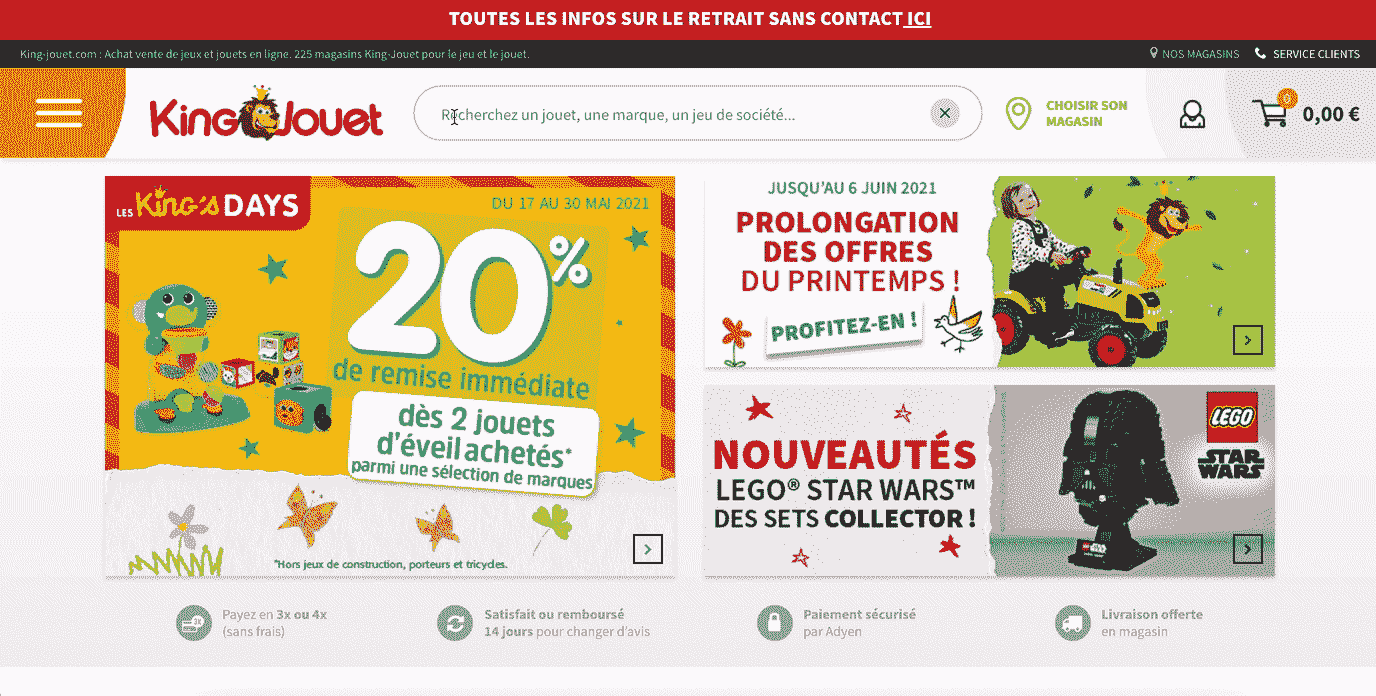 TOUTES LES INFOS SUR LE RETRAIT SANS CONTACT ICI
King-jouet.com : Achat vente de jeux et jouets en ligne. 225 magasins King-Jouet pour le jeu et le jouet.
NOS MAGASINS
SERVICE CLIENTS
King Jouet
Recherchez un jouet, une marque, un jeu de société...
CHOISIR SON
MAGASIN
0
0,00 €
LES King's DAYS
DU 17 AU 30 MAI 2021
20%
de remise immédiate
dès 2 jouets
d'éveil achetés*
parmi une sélection de marques
*Hors jeux de construction, porteurs et tricycles.
JUSQU'AU 6 JUIN 2021
PROLONGATION
DES OFFRES
DU PRINTEMPS !
PROFITEZ-EN !
NOUVEAUTÉS
LEGO® STAR WARS™
DES SETS COLLECTOR !
LEGO
STAR
WARS
Payez en 3x ou 4x
(sans frais)
Satisfait ou remboursé
14 jours pour changer d'avis
Paiement sécurisé
par Adyen
Livraison offerte
en magasin